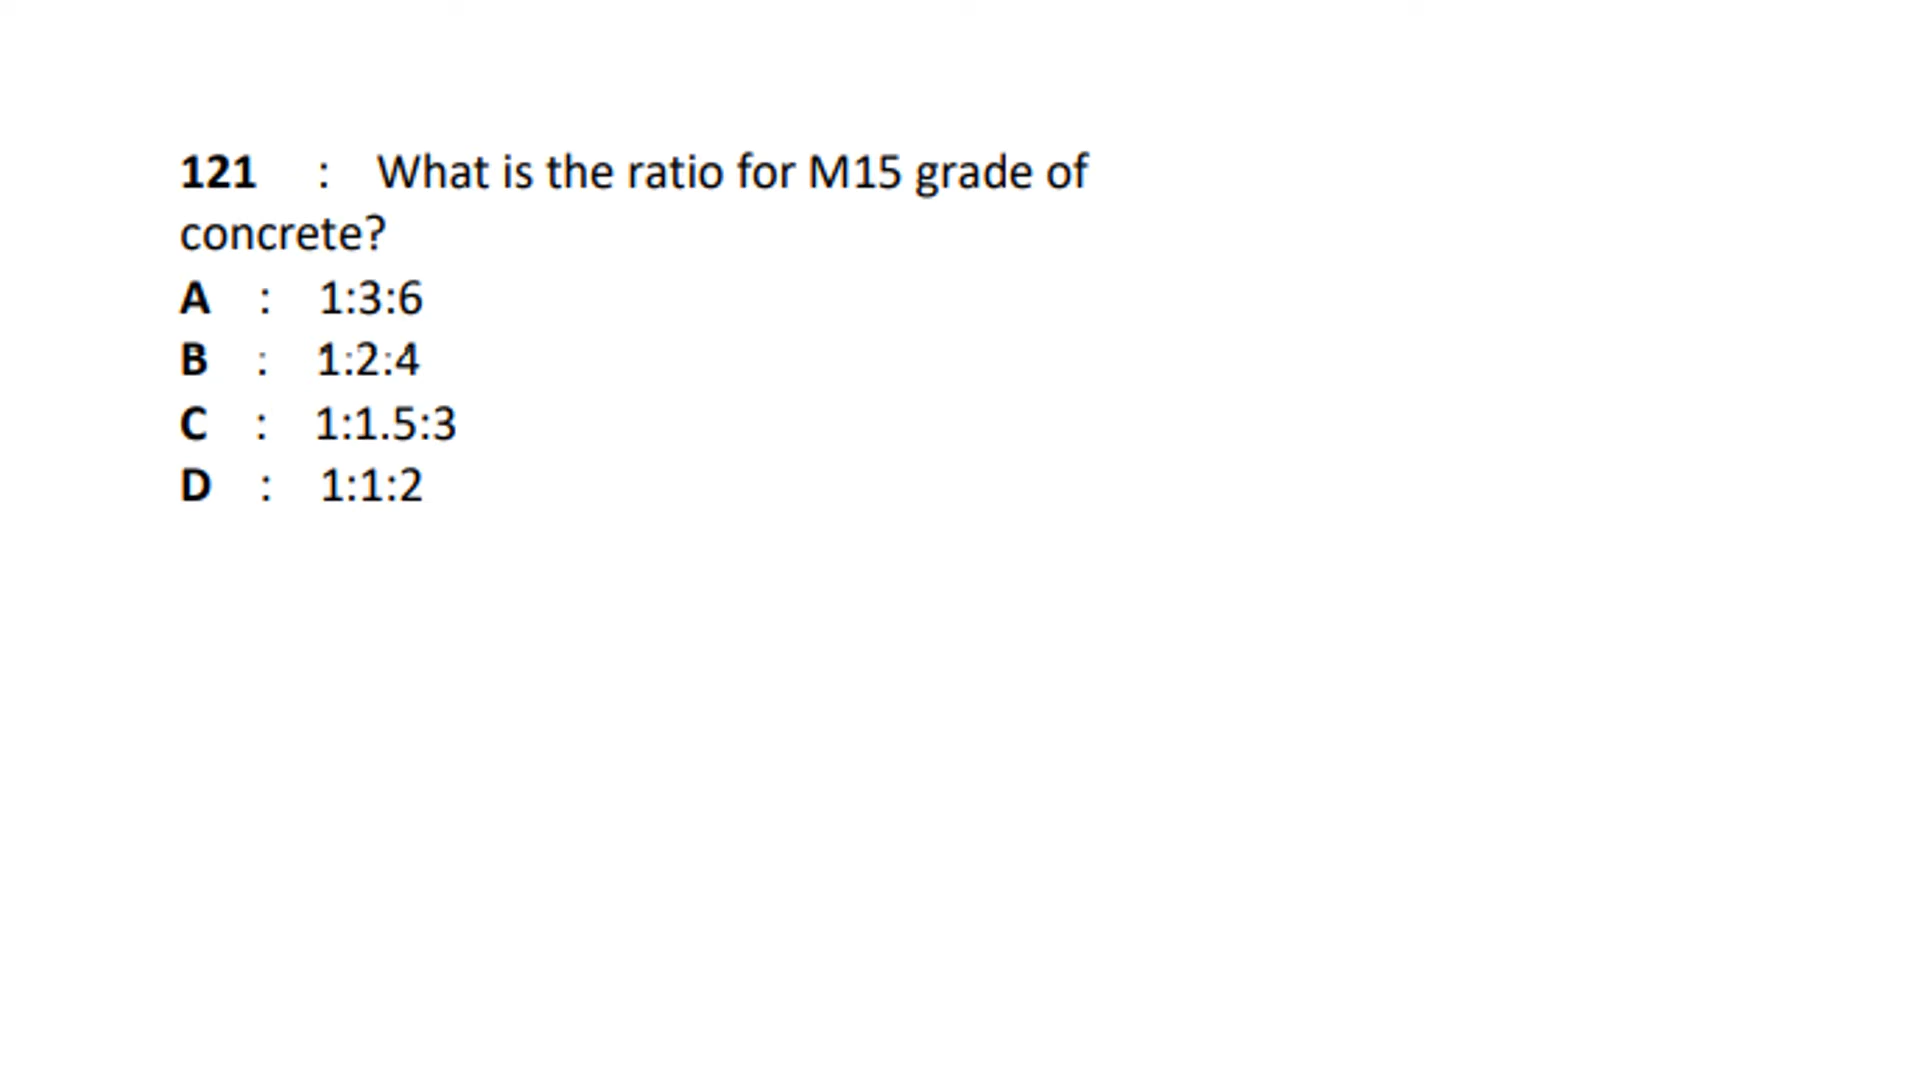 121 : What is the ratio for M15 grade of
concrete?
A : 1:3:6
B : 1:2:4
C : 1:1.5:3
D : 1:1:2